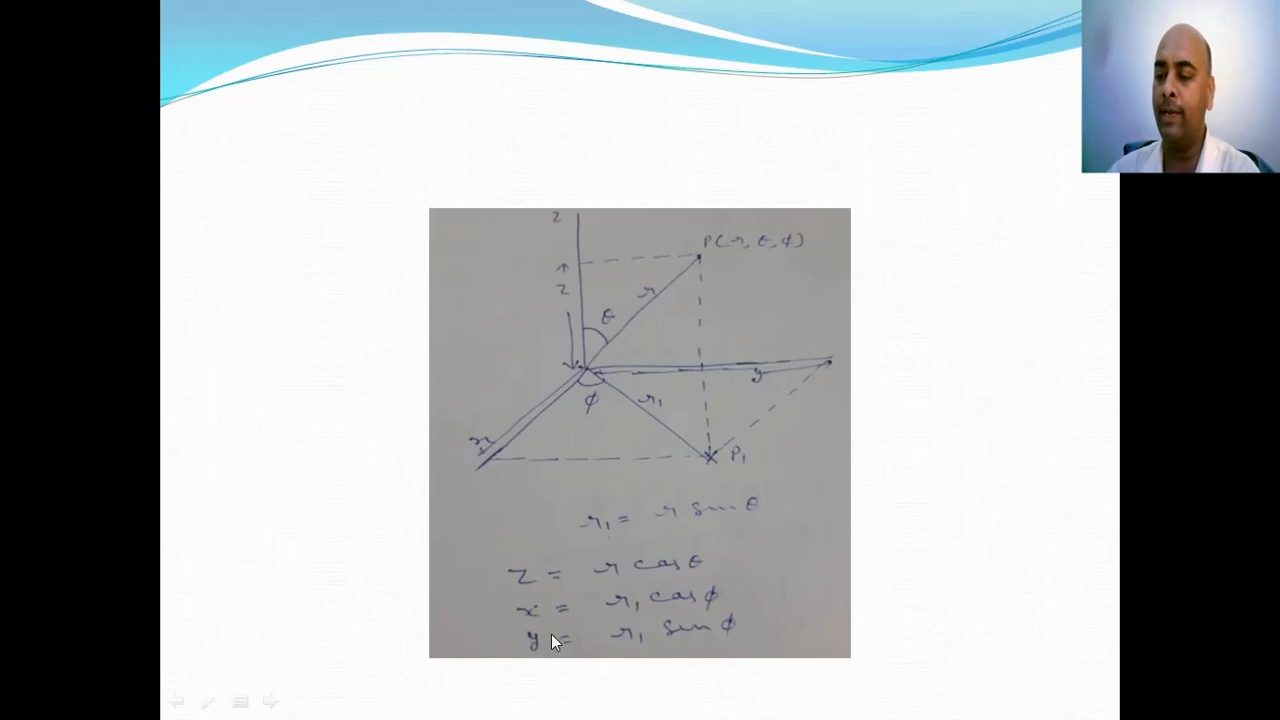 z
P(r, θ, φ)
z
r
θ
y
φ
r₁
x
P₁
r₁ = r sin θ
z = r cos θ
x = r₁ cos φ
y = r₁ sin φ